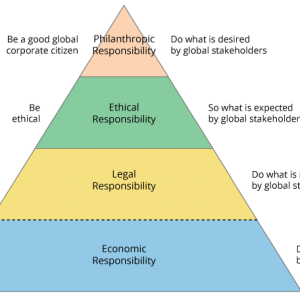 Be a good global
corporate citizen
Philanthropic
Responsibility
Do what is desired
by global stakeholders
Be
ethical
Ethical
Responsibility
So what is expected
by global stakeholder
Legal
Responsibility
Do what is
by global
Economic
Responsibility